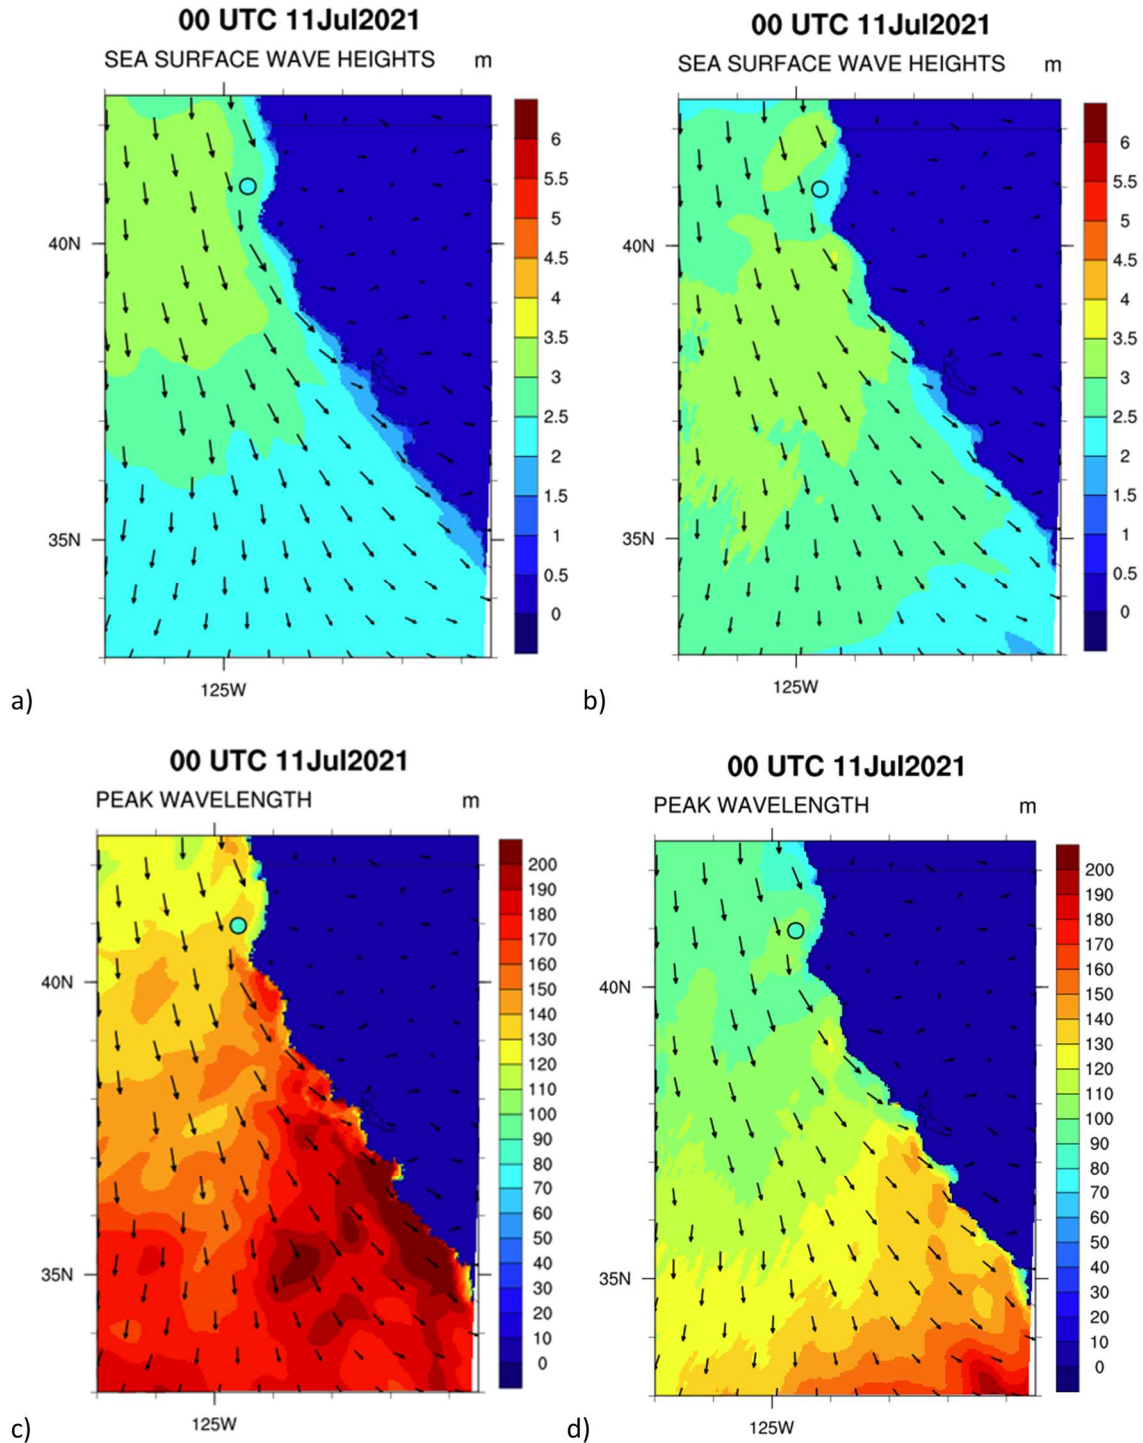 00 UTC 11Jul2021
SEA SURFACE WAVE HEIGHTS m
6
5.5
5
4.5
4
3.5
3
2.5
2
1.5
1
0.5
0
40N
35N
125W
a)
00 UTC 11Jul2021
SEA SURFACE WAVE HEIGHTS m
6
5.5
5
4.5
4
3.5
3
2.5
2
1.5
1
0.5
0
40N
35N
125W
b)
00 UTC 11Jul2021
PEAK WAVELENGTH m
200
190
180
170
160
150
140
130
120
110
100
90
80
70
60
50
40
30
20
10
0
40N
35N
125W
c)
00 UTC 11Jul2021
PEAK WAVELENGTH m
200
190
180
170
160
150
140
130
120
110
100
90
80
70
60
50
40
30
20
10
0
40N
35N
125W
d)